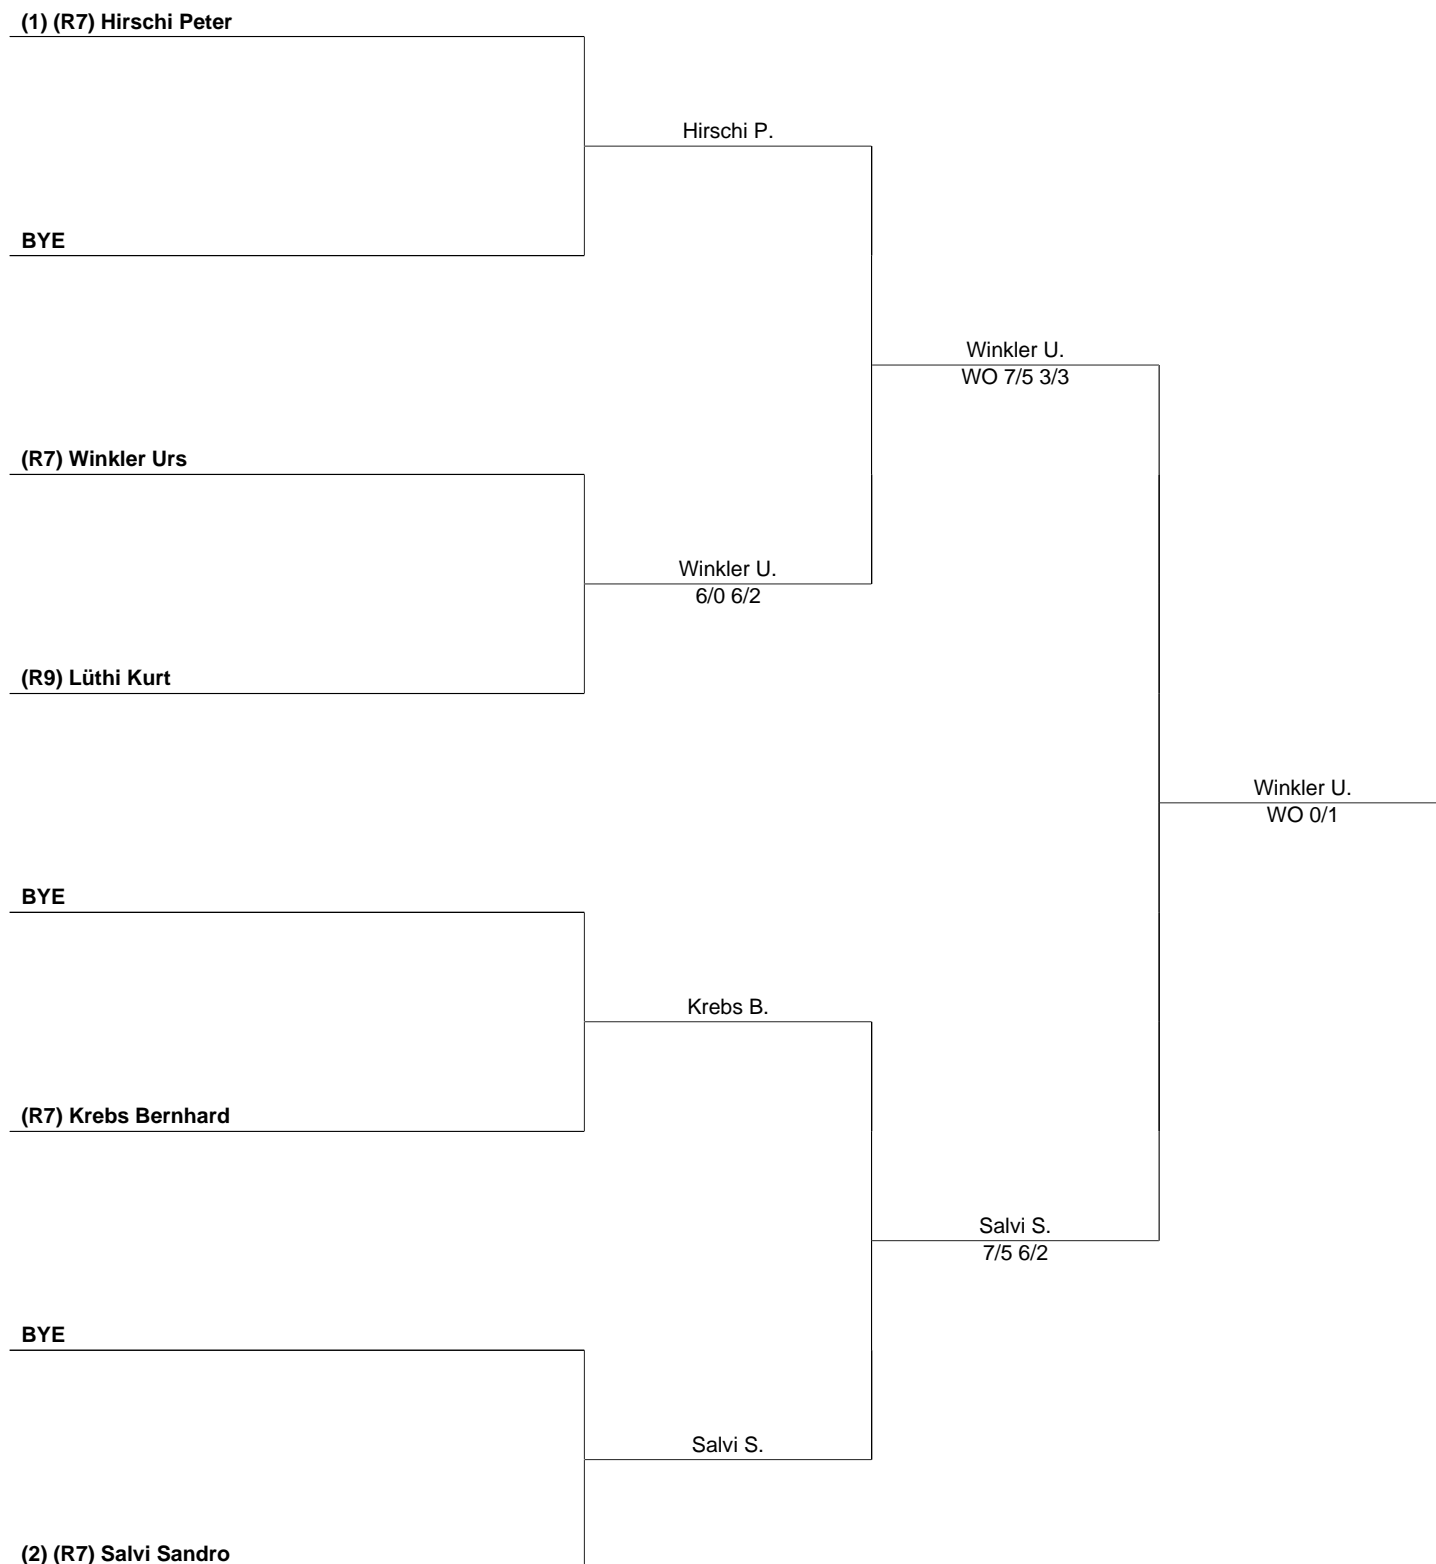 (1) (R7) Hirschi Peter
Hirschi P.
BYE
Winkler U.
WO 7/5 3/3
(R7) Winkler Urs
Winkler U.
6/0 6/2
(R9) Lüthi Kurt
Winkler U.
WO 0/1
BYE
Krebs B.
(R7) Krebs Bernhard
Salvi S.
7/5 6/2
BYE
Salvi S.
(2) (R7) Salvi Sandro